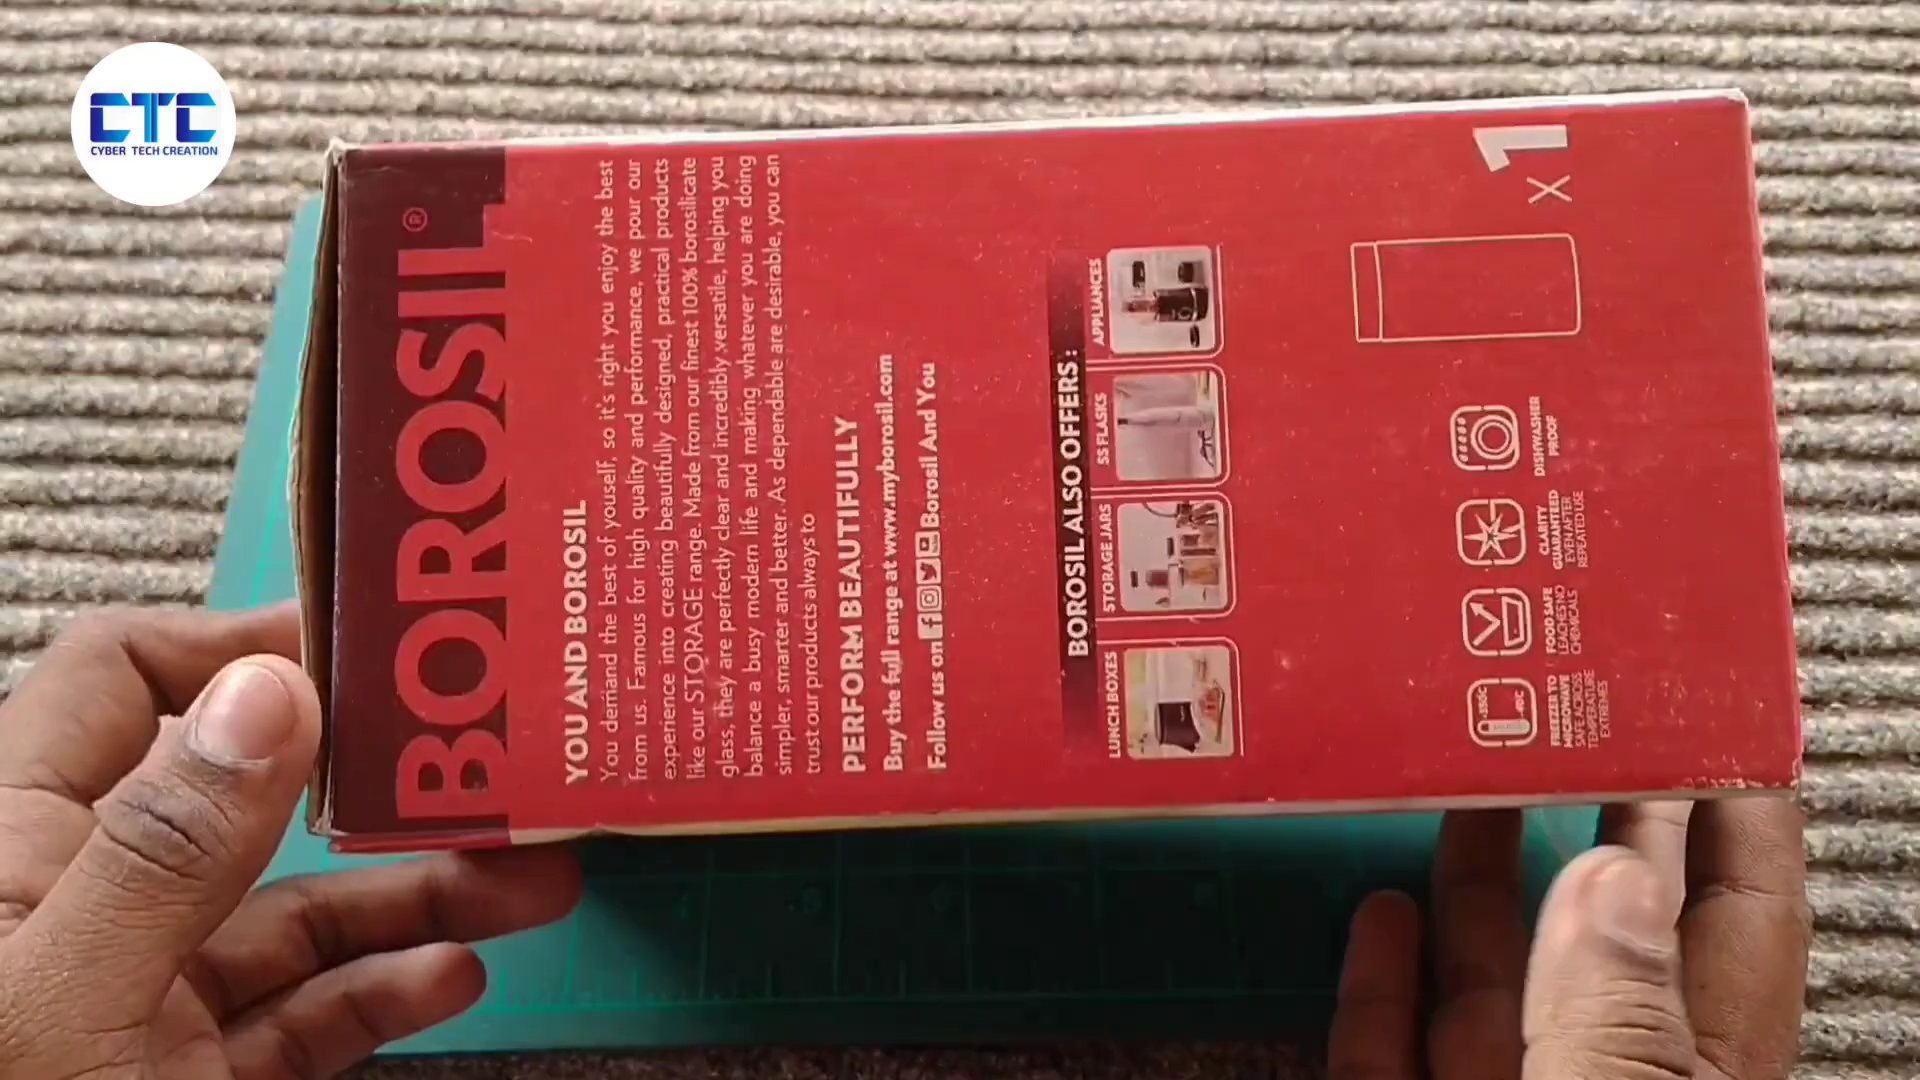 CTC
CYBER TECH CREATION
BOROSIL®
YOU AND BOROSIL
You demand the best of youself, so it's right you enjoy the best
from us. Famous for high quality and performance, we pour our
experience into creating beautifully designed, practical products
like our STORAGE range. Made from our finest 100% borosilicate
glass, they are perfectly clear and incredibly versatile, helping you
balance a busy modern life and making whatever you are doing
simpler, smarter and better. As dependable are desirable, you can
trust our products always to
PERFORM BEAUTIFULLY
Buy the full range at www.myborosil.com
Follow us on Borosil And You
BOROSIL ALSO OFFERS:
LUNCH BOXES
STORAGE JARS
SS FLASKS
APPLIANCES
x 1
FREEZER TO
MICROWAVE
SAFE ACROSS
TEMPERATURE
EXTREMES
FOOD SAFE
LEACHES NO
CHEMICALS
CLARITY
GUARANTEED
EVEN AFTER
REPEATED USE
DISHWASHER
PROOF